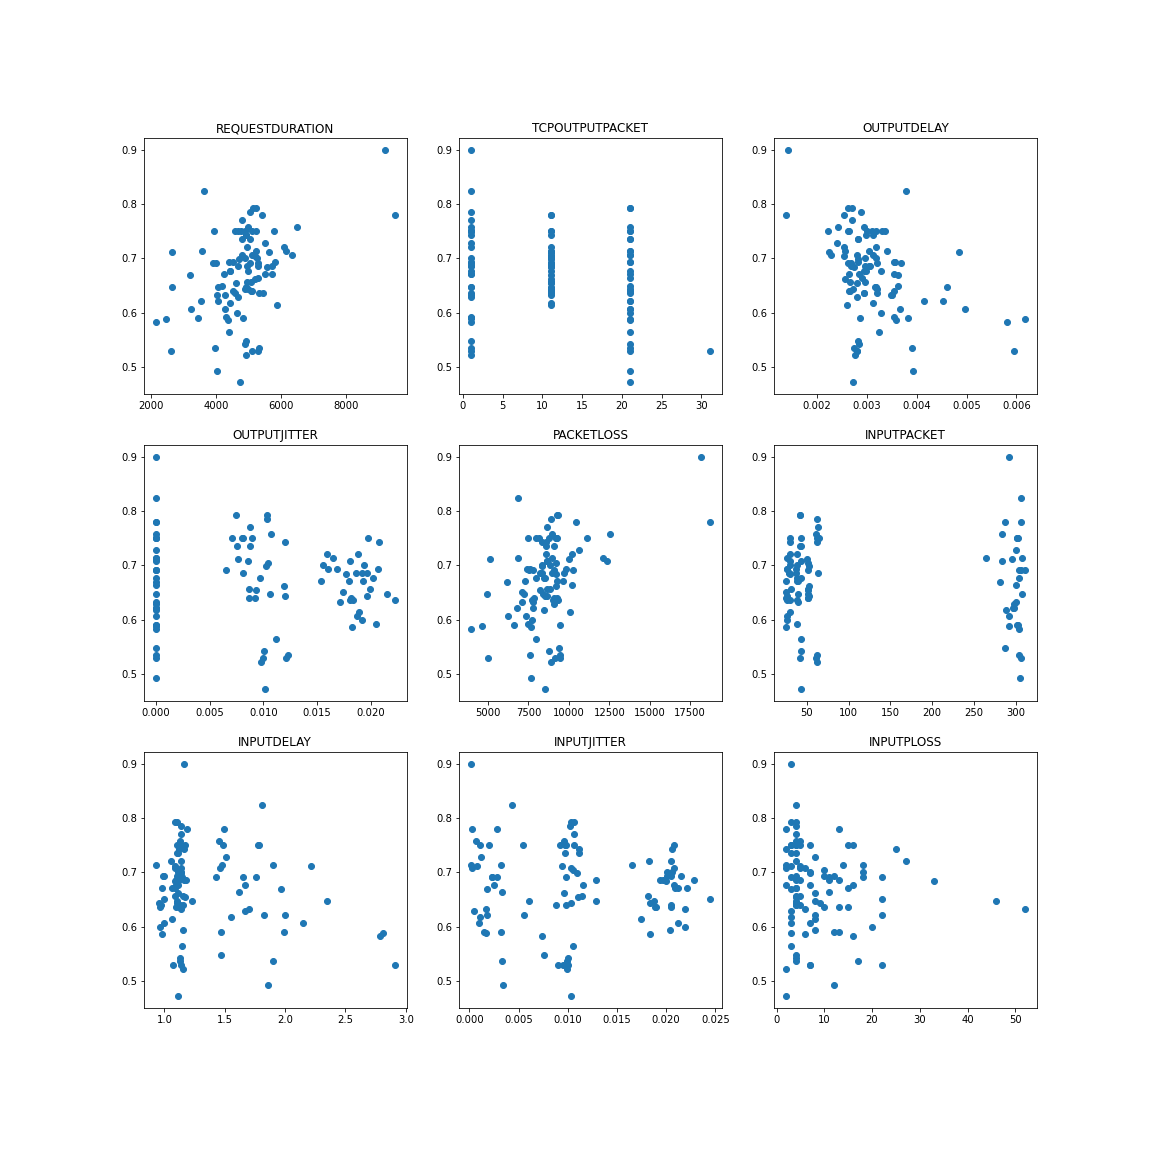 REQUESTDURATION TCPOUTPUTPACKET OUTPUTDELAY
0.9 0.9 0.9
0.8 0.8 0.8
0.7 0.7 0.7
0.6 0.6 0.6
0.5 0.5 0.5
2000 4000 6000 8000 0 5 10 15 20 25 30 0.002 0.003 0.004 0.005 0.006
OUTPUTJITTER PACKETLOSS INPUTPACKET
0.9 0.9 0.9
0.8 0.8 0.8
0.7 0.7 0.7
0.6 0.6 0.6
0.5 0.5 0.5
0.000 0.005 0.010 0.015 0.020 5000 7500 10000 12500 15000 17500 50 100 150 200 250 300
INPUTDELAY INPUTJITTER INPUTPLOSS
0.9 0.9 0.9
0.8 0.8 0.8
0.7 0.7 0.7
0.6 0.6 0.6
0.5 0.5 0.5
1.0 1.5 2.0 2.5 3.0 0.000 0.005 0.010 0.015 0.020 0.025 0 10 20 30 40 50